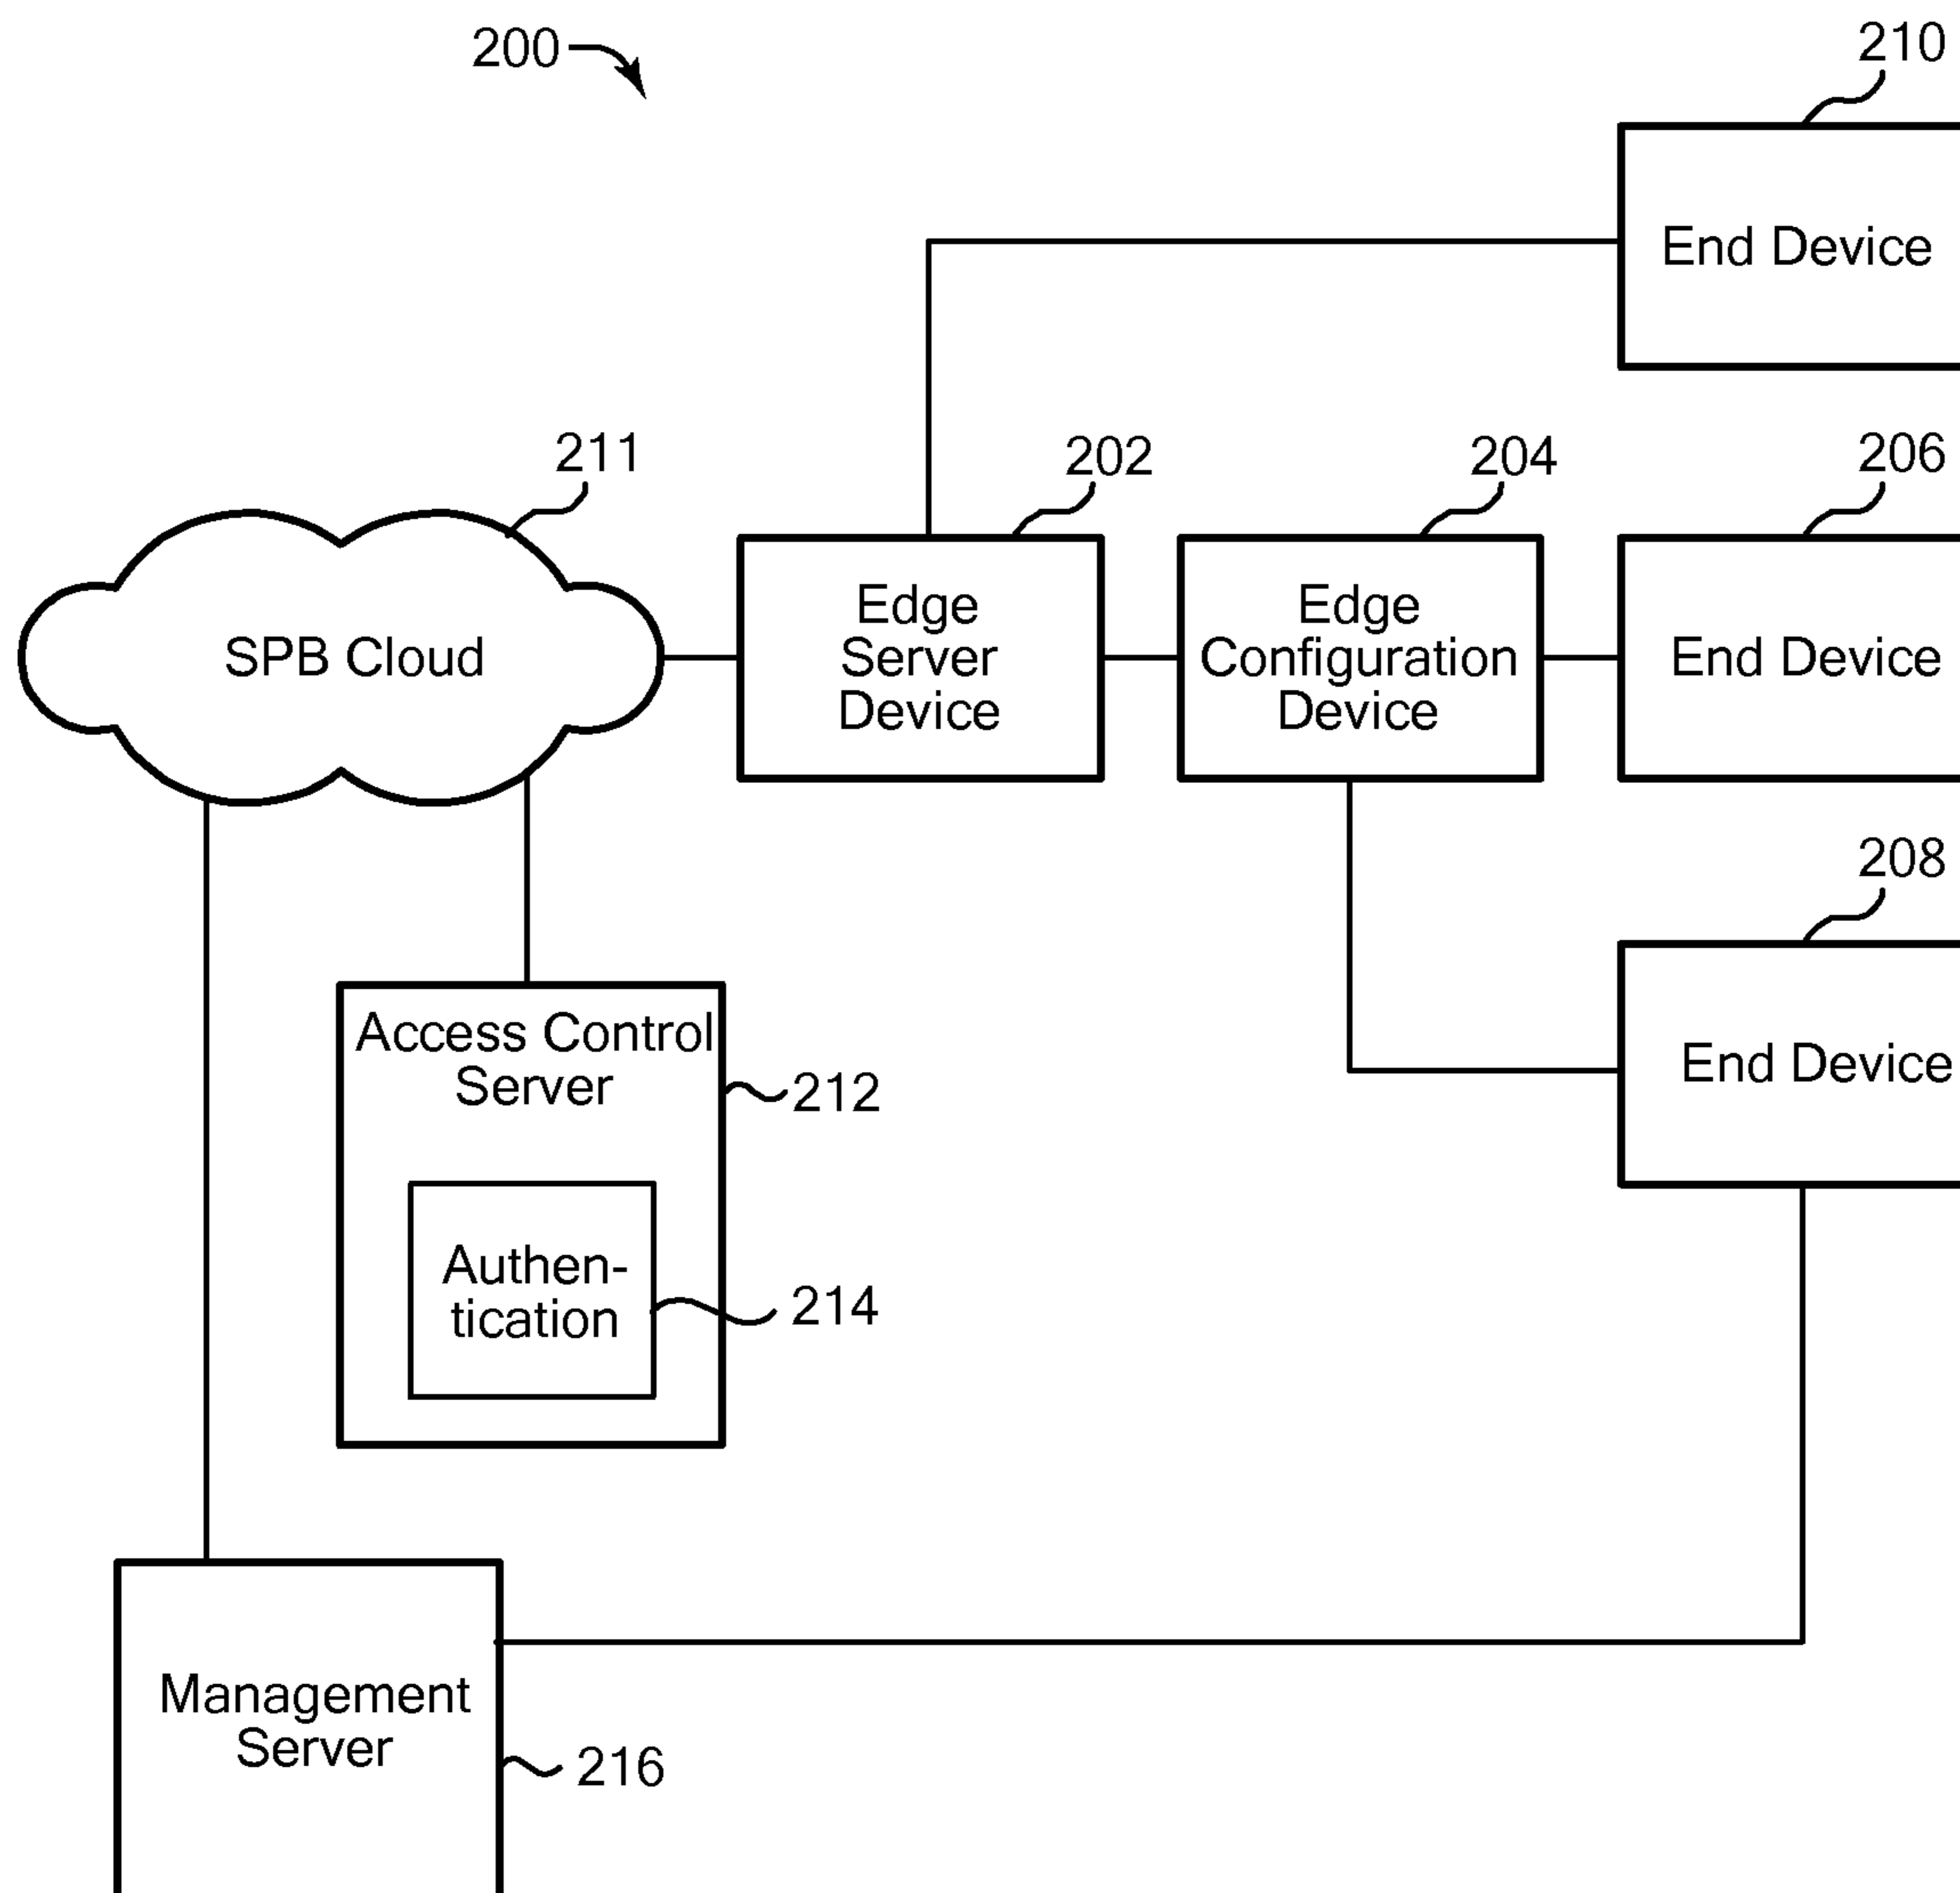 200
210
End Device
211
202
204
206
SPB Cloud
Edge
Server
Device
Edge
Configuration
Device
End Device
208
End Device
Access Control
Server
212
Authen-
tication
214
Management
Server
216